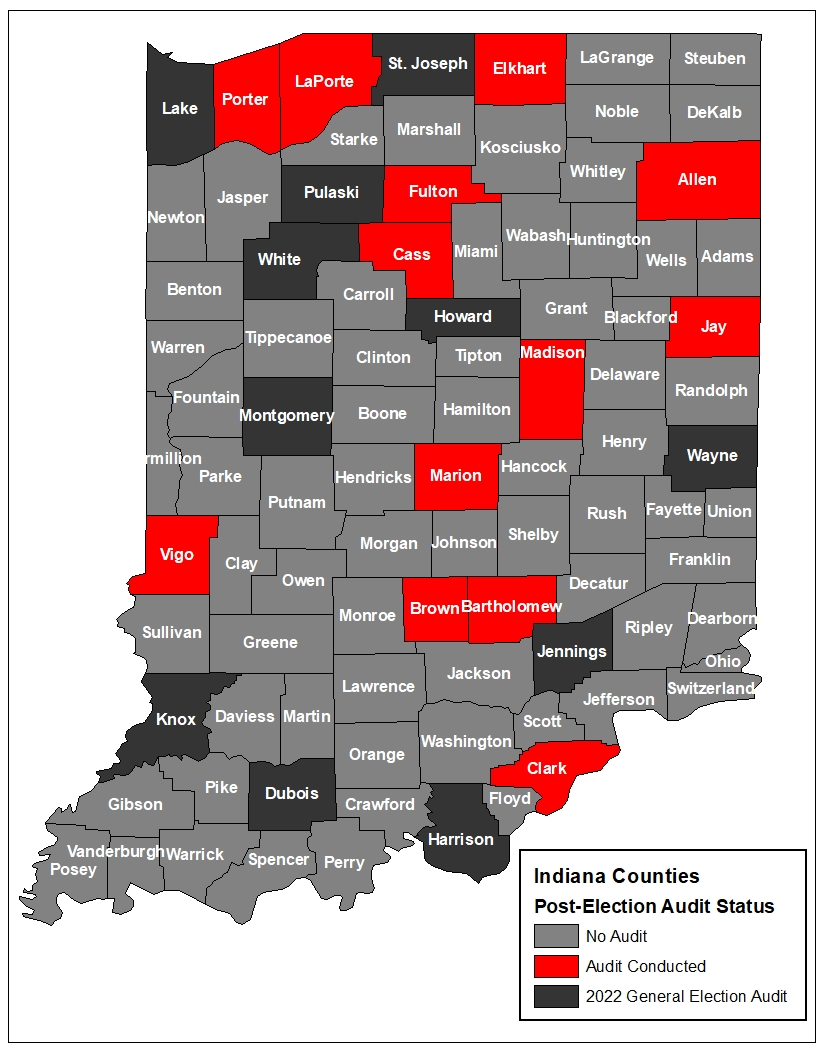 St. Joseph
Elkhart
LaGrange
Steuben
LaPorte
Porter
Lake
Noble
DeKalb
Starke
Marshall
Kosciusko
Whitley
Allen
Pulaski
Fulton
Jasper
Newton
Wabash
Huntington
Miami
Cass
White
Wells
Adams
Benton
Carroll
Howard
Grant
Blackford
Jay
Tippecanoe
Warren
Clinton
Tipton
Madison
Delaware
Randolph
Fountain
Montgomery
Boone
Hamilton
Henry
Wayne
rmillion
Parke
Hendricks
Marion
Hancock
Putnam
Rush
Fayette
Union
Vigo
Clay
Morgan
Johnson
Shelby
Franklin
Owen
Decatur
Monroe
Brown
Bartholomew
Sullivan
Greene
Ripley
Dearborn
Jennings
Ohio
Lawrence
Jackson
Jefferson
Switzerland
Knox
Daviess
Martin
Scott
Washington
Orange
Clark
Gibson
Pike
Dubois
Crawford
Floyd
Harrison
Posey
Vanderburgh
Warrick
Spencer
Perry
Indiana Counties
Post-Election Audit Status
No Audit
Audit Conducted
2022 General Election Audit